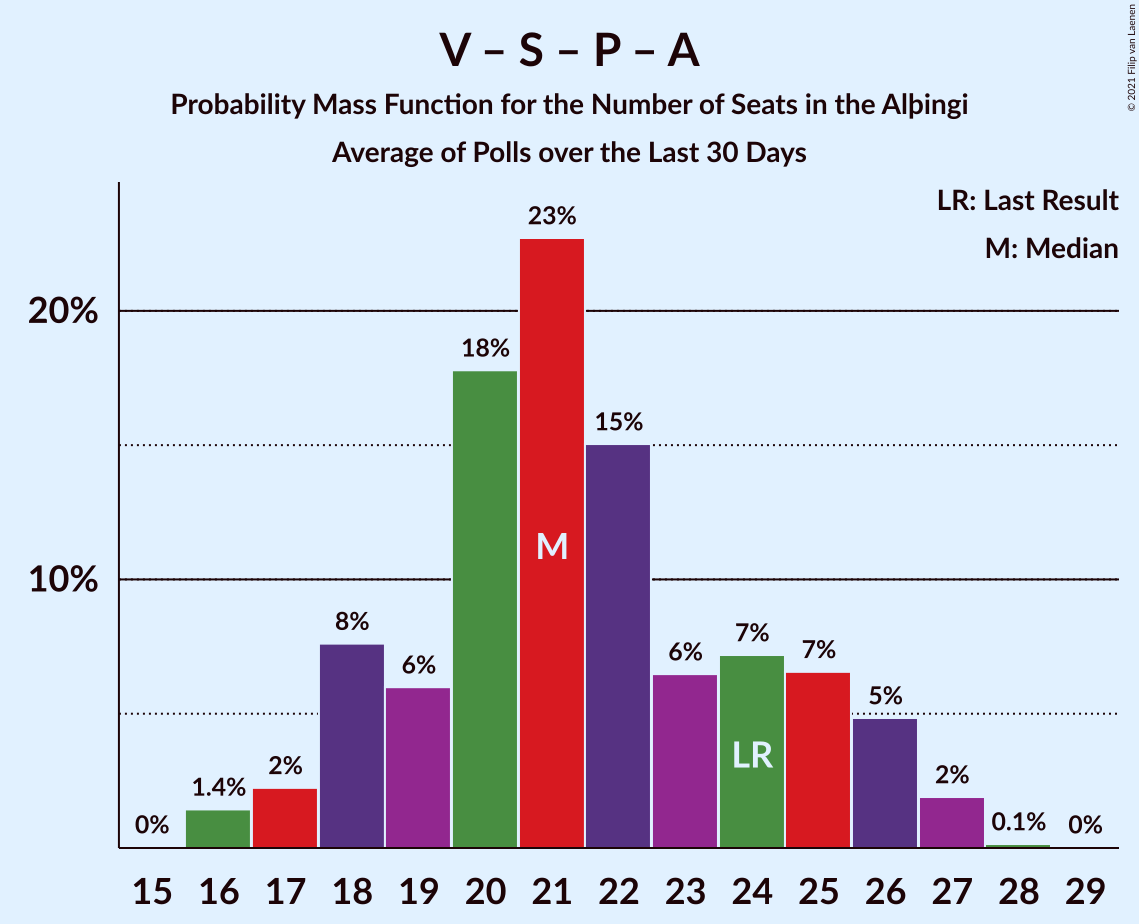 V – S – P – A
Probability Mass Function for the Number of Seats in the Alþingi
Average of Polls over the Last 30 Days
© 2021 Filip van Laenen
LR: Last Result
M: Median
20%
10%
0%
1.4%
2%
8%
6%
18%
23%
15%
6%
7%
7%
5%
2%
0.1%
0%
M
LR
15 16 17 18 19 20 21 22 23 24 25 26 27 28 29